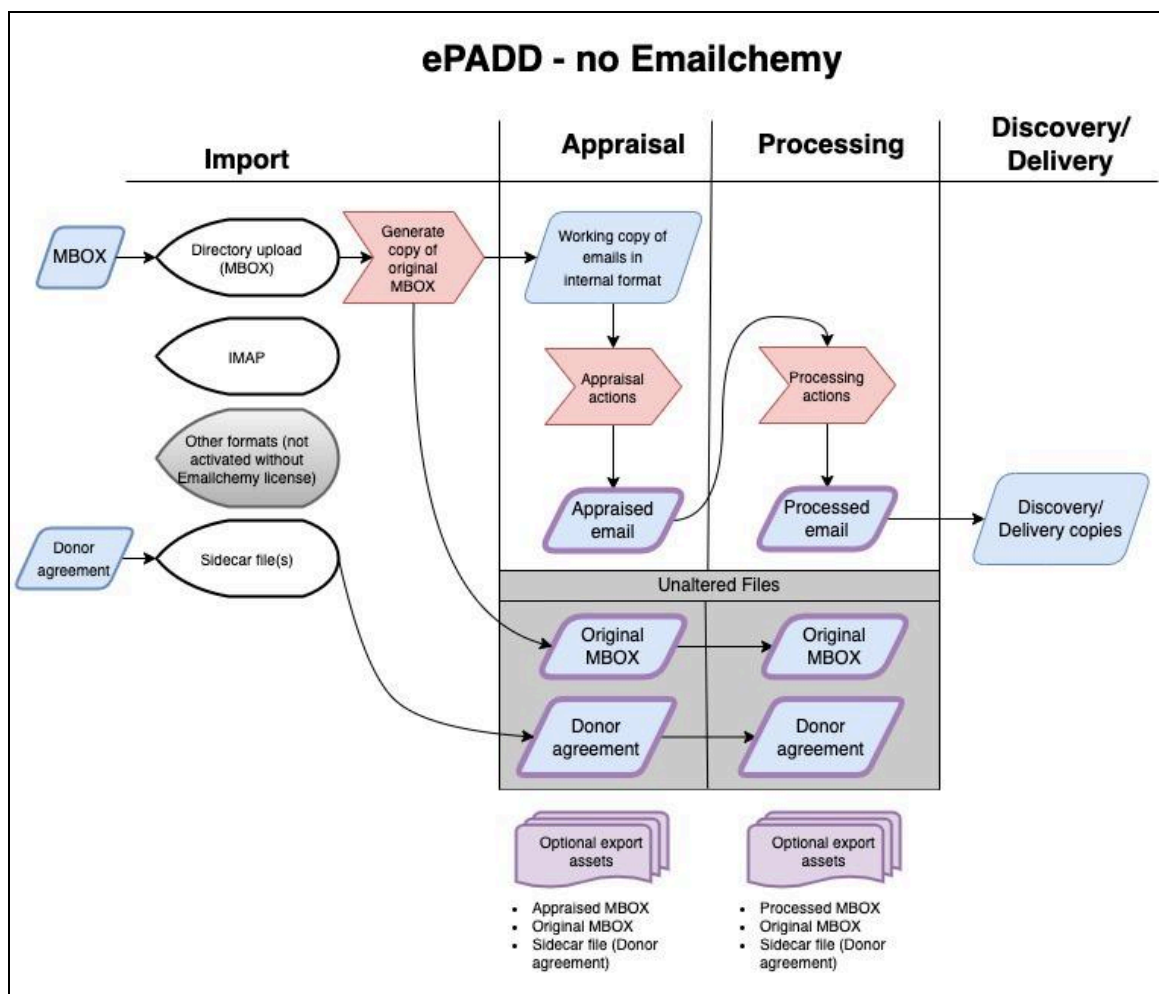 ePADD - no Emailchemy
Import
Appraisal
Processing
Discovery/
Delivery
MBOX
Directory upload
(MBOX)
Generate
copy of
original
MBOX
Working copy of
emails in
internal format
IMAP
Appraisal
actions
Processing
actions
Other formats (not
activated without
Emailchemy license)
Appraised
email
Processed
email
Discovery/
Delivery copies
Donor
agreement
Sidecar file(s)
Unaltered Files
Original
MBOX
Original
MBOX
Donor
agreement
Donor
agreement
Optional export
assets
Optional export
assets
• Appraised MBOX
• Original MBOX
• Sidecar file (Donor
agreement)
• Processed MBOX
• Original MBOX
• Sidecar file (Donor
agreement)